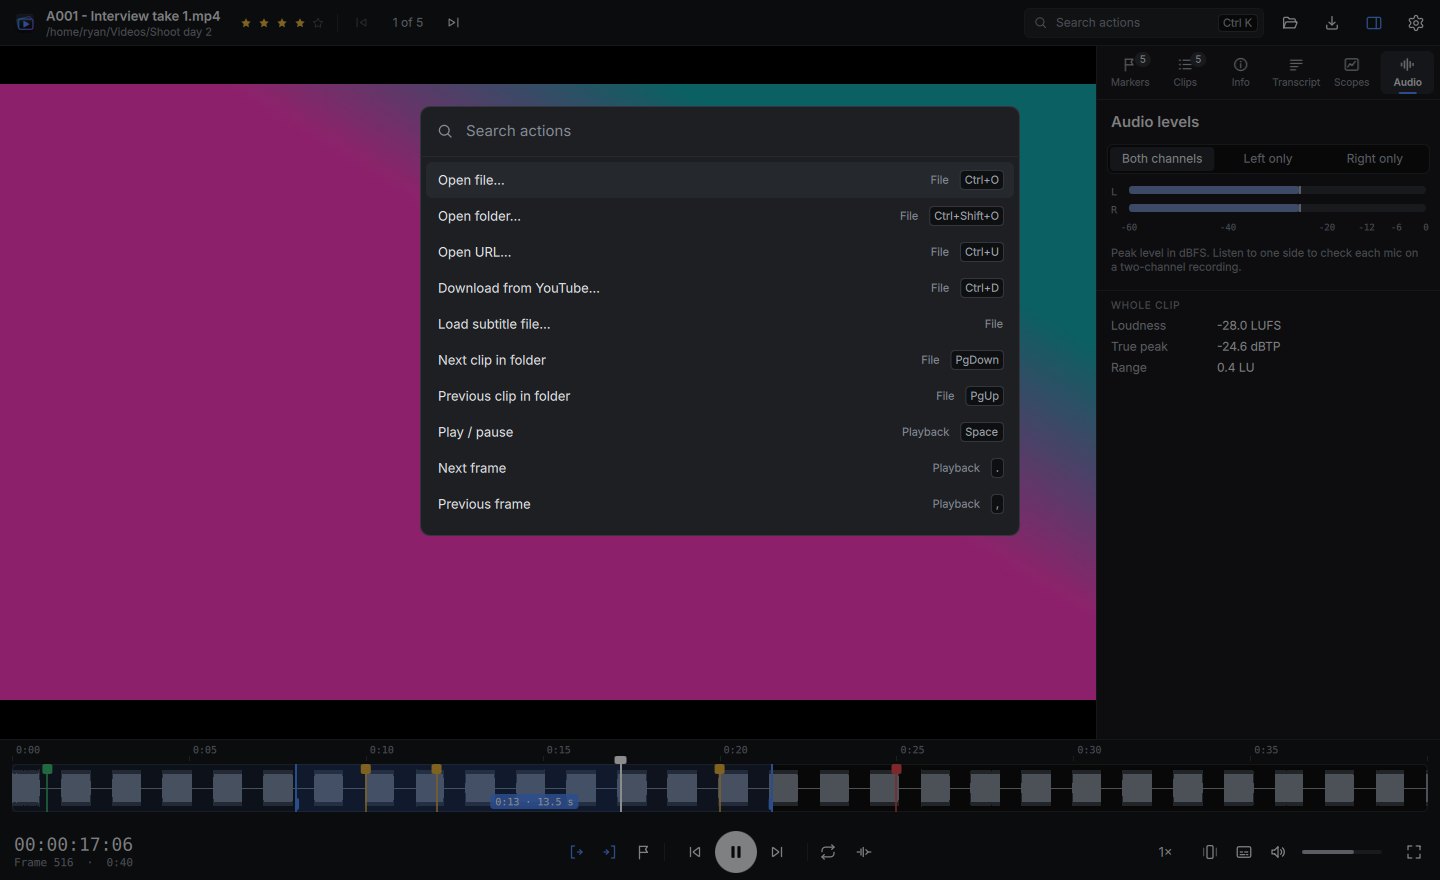 A001 - Interview take 1.mp4
/home/ryan/Videos/Shoot day 2
1 of 5
Search actions
Ctrl K
Markers 5
Clips 5
Info
Transcript
Scopes
Audio
Search actions
Open file...
File
Ctrl+O
Open folder...
File
Ctrl+Shift+O
Open URL...
File
Ctrl+U
Download from YouTube...
File
Ctrl+D
Load subtitle file...
File
Next clip in folder
File
PgDown
Previous clip in folder
File
PgUp
Play / pause
Playback
Space
Next frame
Playback
.
Previous frame
Playback
,
Audio levels
Both channels
Left only
Right only
L
R
-60 -40 -20 -12 -6 0
Peak level in dBFS. Listen to one side to check each mic on
a two-channel recording.
WHOLE CLIP
Loudness -28.0 LUFS
True peak -24.6 dBTP
Range 0.4 LU
0:00 0:05 0:10 0:15 0:20 0:25 0:30 0:35
0:13 · 13.5 s
00:00:17:06
Frame 516 · 0:40
1×